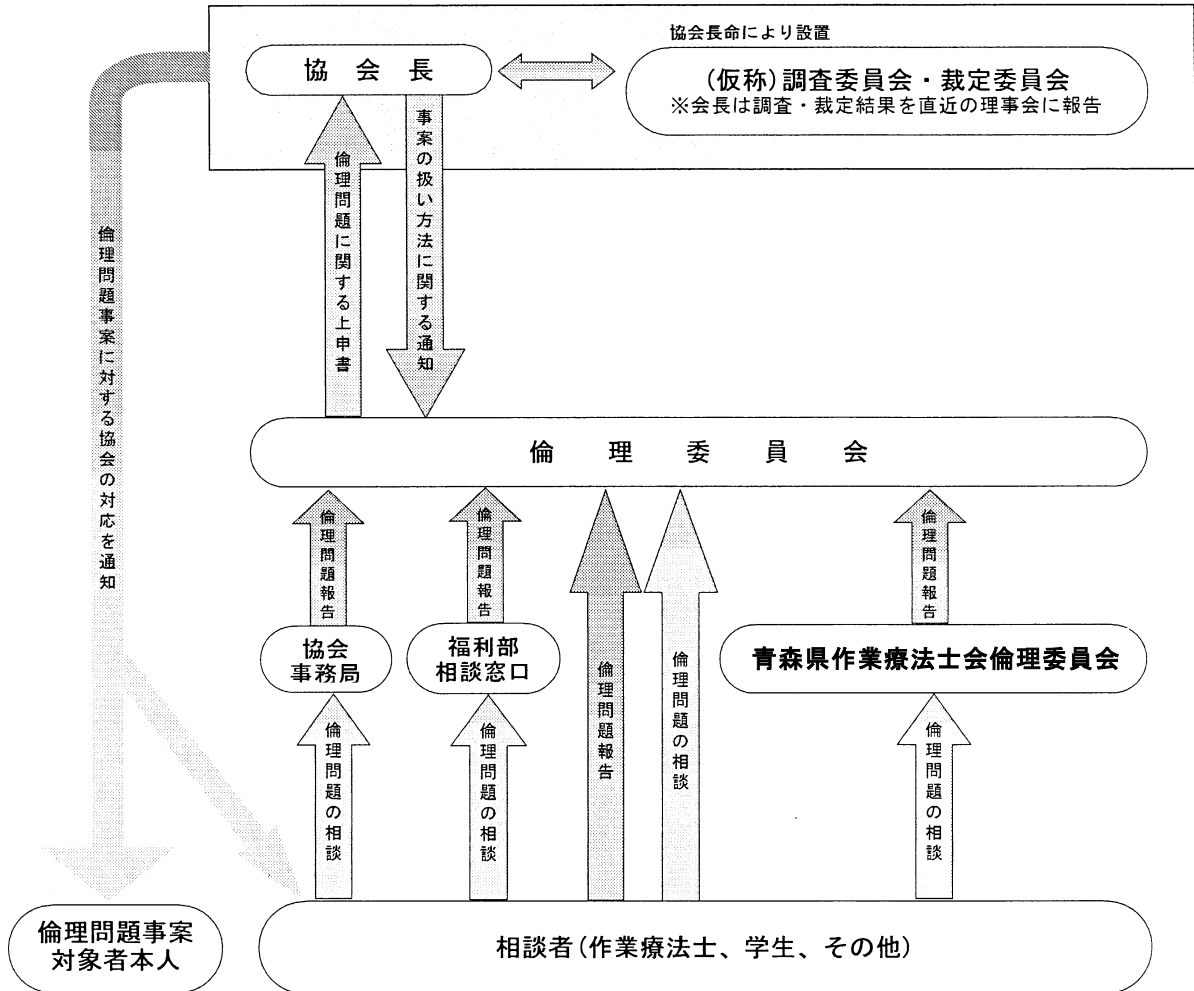 協会長命により設置
協会長
(仮称)調査委員会・裁定委員会
※会長は調査・裁定結果を直近の理事会に報告
倫理問題に関する上申書
事案の扱い方法に関する通知
倫理問題事案に対する協会の対応を通知
倫理委員会
倫理問題報告
倫理問題報告
倫理問題報告
倫理問題の相談
倫理問題報告
協会
事務局
福利部
相談窓口
青森県作業療法士会倫理委員会
倫理問題の相談
倫理問題の相談
倫理問題の相談
倫理問題事案
対象者本人
相談者(作業療法士、学生、その他)